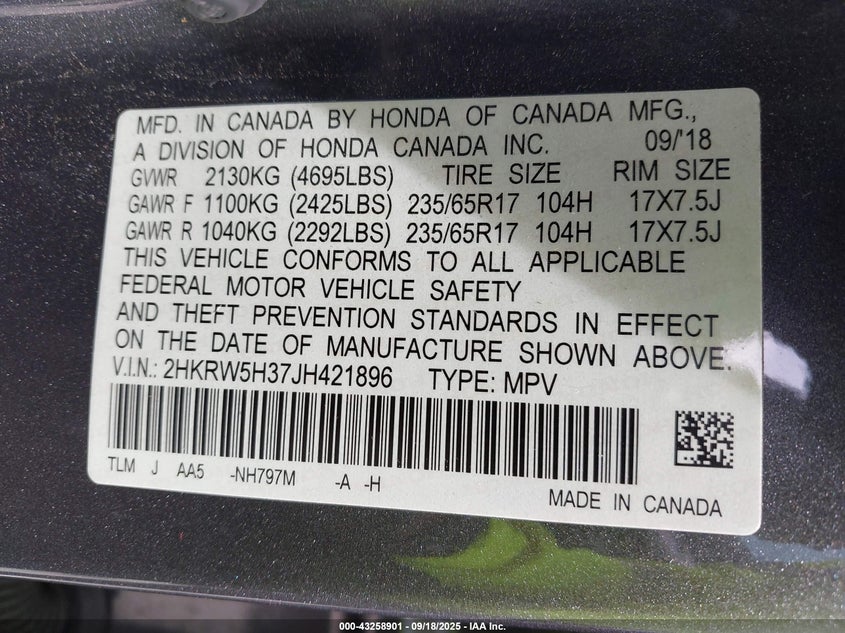 MFD. IN CANADA BY HONDA OF CANADA MFG.,
A DIVISION OF HONDA CANADA INC. 09/'18
GVWR 2130KG (4695LBS) TIRE SIZE RIM SIZE
GAWR F 1100KG (2425LBS) 235/65R17 104H 17X7.5J
GAWR R 1040KG (2292LBS) 235/65R17 104H 17X7.5J
THIS VEHICLE CONFORMS TO ALL APPLICABLE
FEDERAL MOTOR VEHICLE SAFETY
AND THEFT PREVENTION STANDARDS IN EFFECT
ON THE DATE OF MANUFACTURE SHOWN ABOVE.
V.I.N.: 2HKRW5H37JH421896 TYPE: MPV
TLM J AA5 -NH797M -A -H
MADE IN CANADA
000-43258901 - 09/18/2025 - IAA Inc.